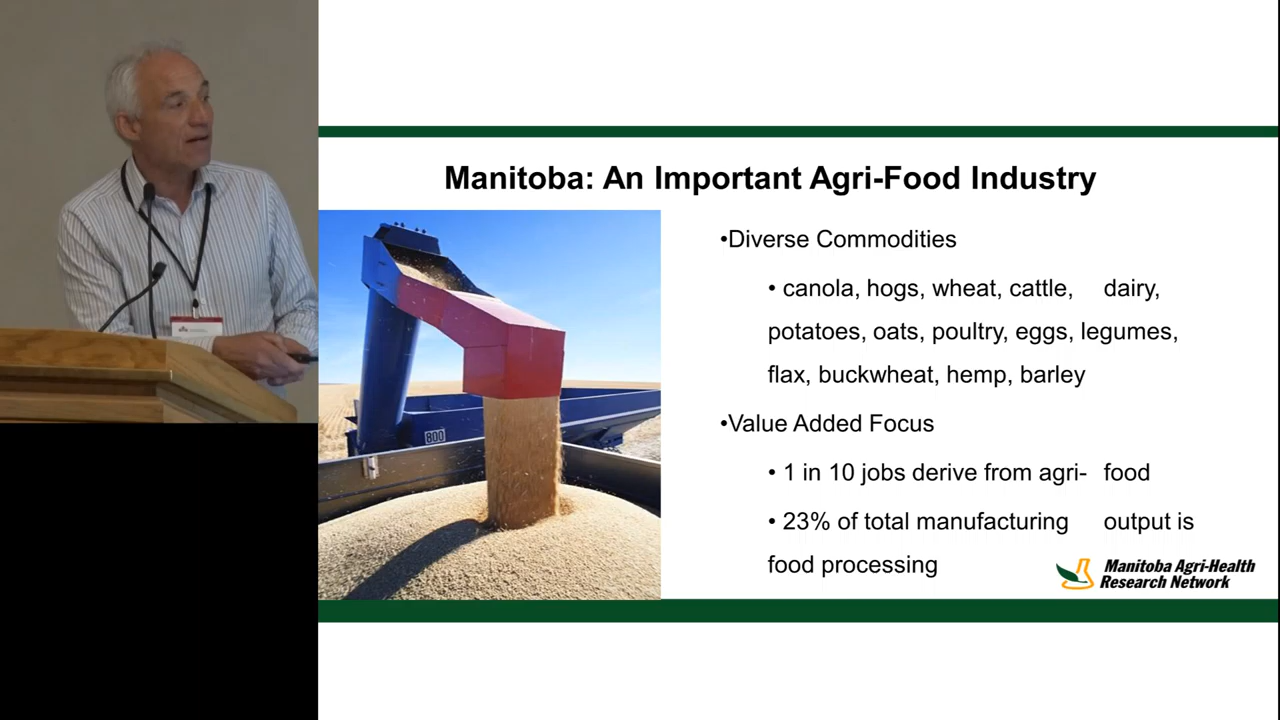 Manitoba: An Important Agri-Food Industry
•Diverse Commodities
• canola, hogs, wheat, cattle, dairy,
potatoes, oats, poultry, eggs, legumes,
flax, buckwheat, hemp, barley
•Value Added Focus
• 1 in 10 jobs derive from agri- food
• 23% of total manufacturing output is
food processing
800
Manitoba Agri-Health
Research Network